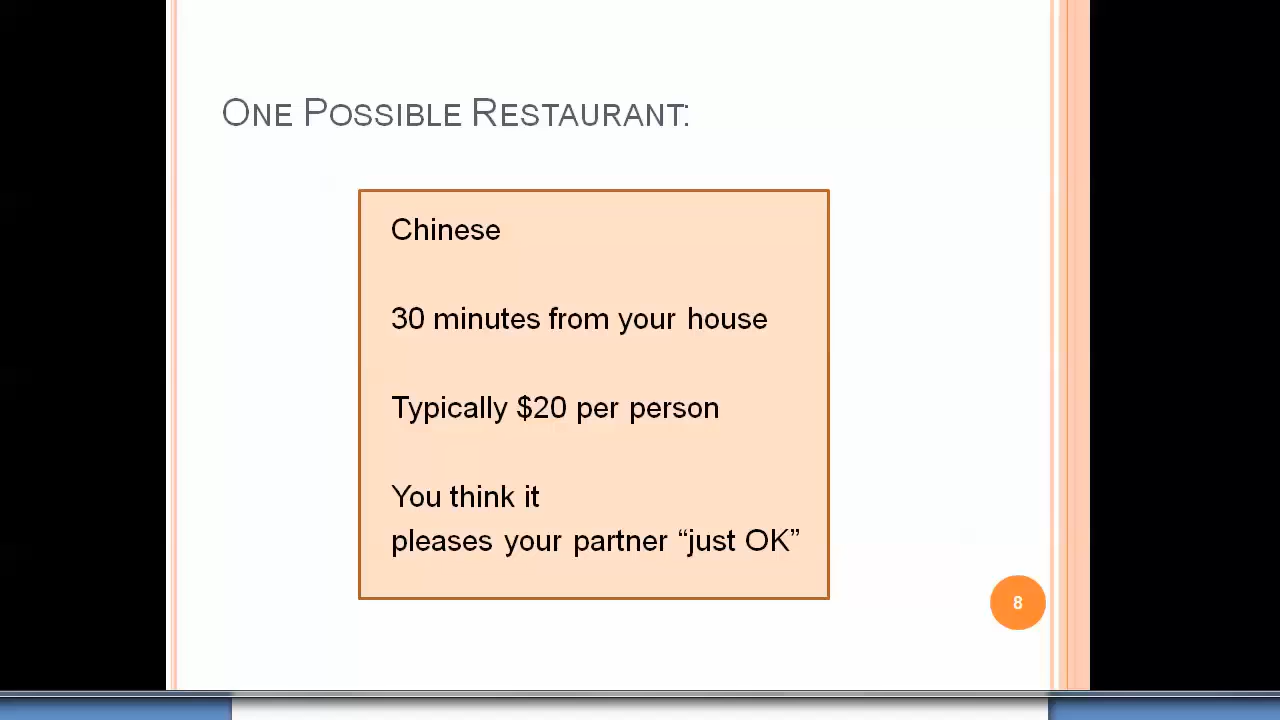 ONE POSSIBLE RESTAURANT:
Chinese
30 minutes from your house
Typically $20 per person
You think it
pleases your partner “just OK”
8